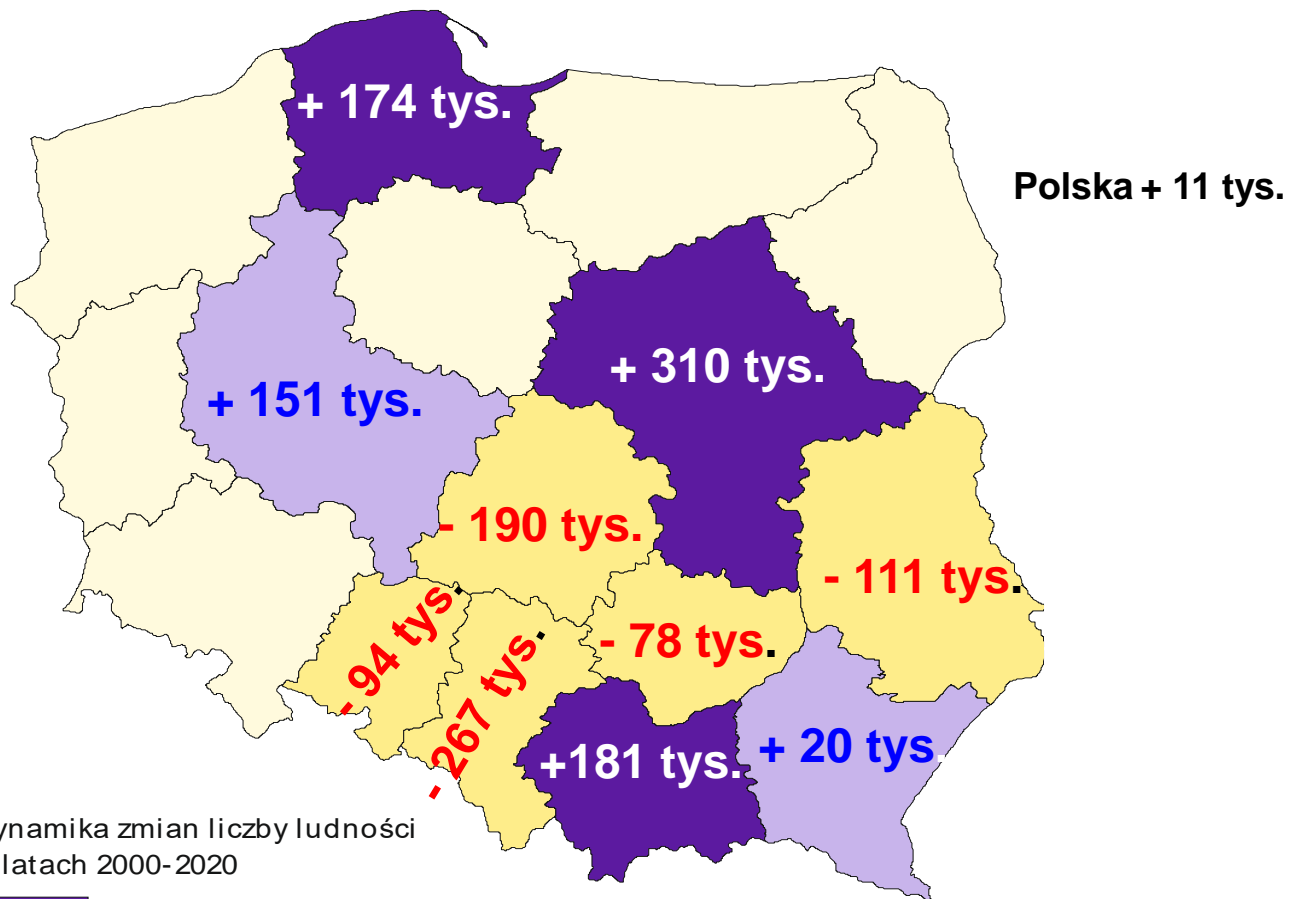 + 174 tys.
Polska + 11 tys.
+ 310 tys.
+ 151 tys.
- 190 tys.
- 111 tys.
- 94 tys.
- 267 tys.
- 78 tys.
+181 tys.
+ 20 tys.
ynamika zmian liczby ludności
latach 2000-2020